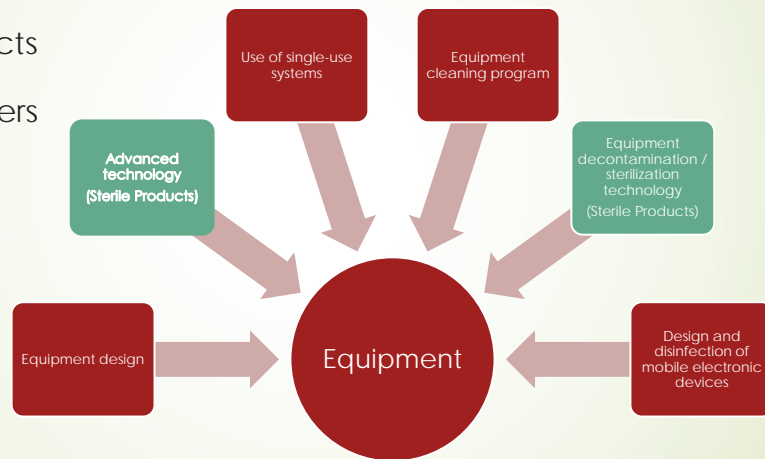 cts
ers
Use of single-use
systems
Equipment
cleaning program
Advanced
technology
(Sterile Products)
Equipment
decontamination /
sterilization
technology
(Sterile Products)
Equipment design
Equipment
Design and
disinfection of
mobile electronic
devices